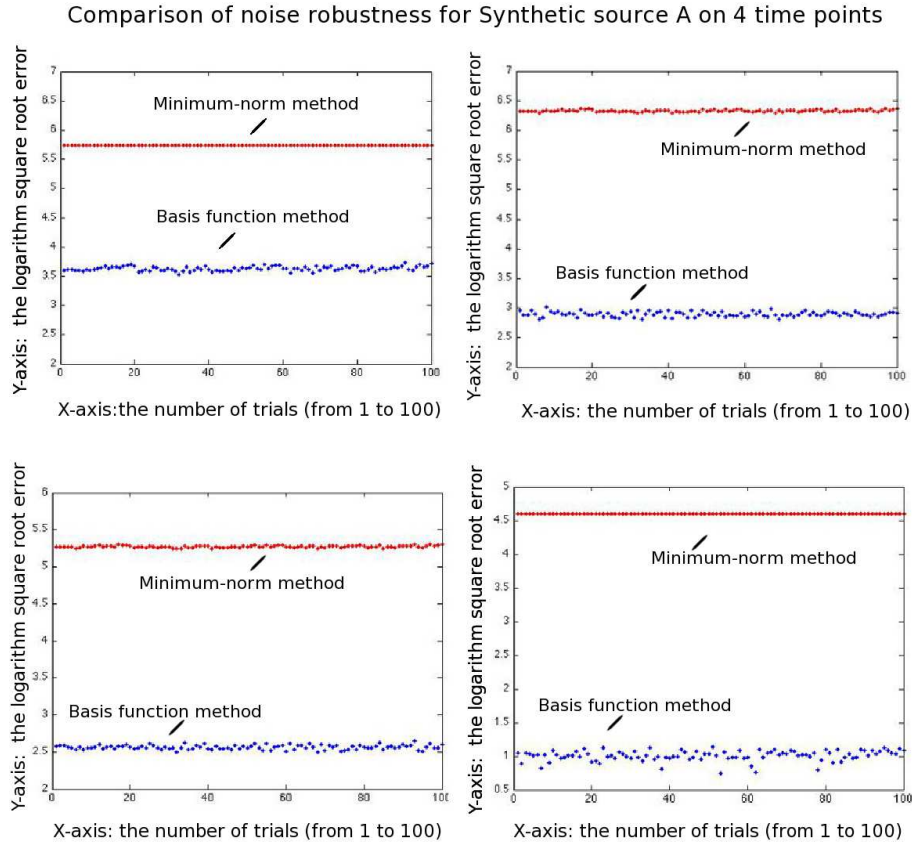 Comparison of noise robustness for Synthetic source A on 4 time points
Y-axis: the logarithm square root error
7
6.5
6
5.5
5
4.5
4
3.5
3
2.5
2
Minimum-norm method
Basis function method
0 20 40 60 80 100
X-axis:the number of trials (from 1 to 100)
Y-axis: the logarithm square root error
7
6.5
6
5.5
5
4.5
4
3.5
3
2.5
2
Minimum-norm method
Basis function method
0 20 40 60 80 100
X-axis: the number of trials (from 1 to 100)
Y-axis: the logarithm square root error
6
5.5
5
4.5
4
3.5
3
2.5
2
Minimum-norm method
Basis function method
0 20 40 60 80 100
X-axis: the number of trials (from 1 to 100)
Y-axis: the logarithm square root error
5
4.5
4
3.5
3
2.5
2
1.5
1
0.5
Minimum-norm method
Basis function method
0 20 40 60 80 100
X-axis: the number of trials (from 1 to 100)